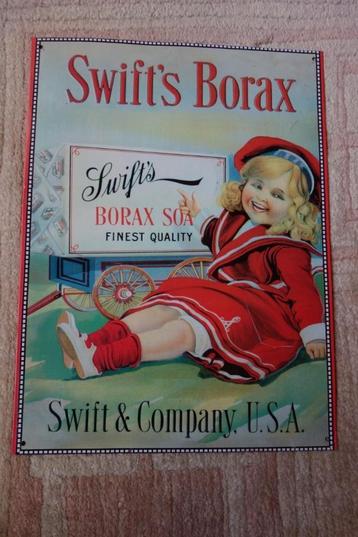 Swift's Borax
Swift's
BORAX SOA
FINEST QUALITY
Swift & Company, U.S.A.